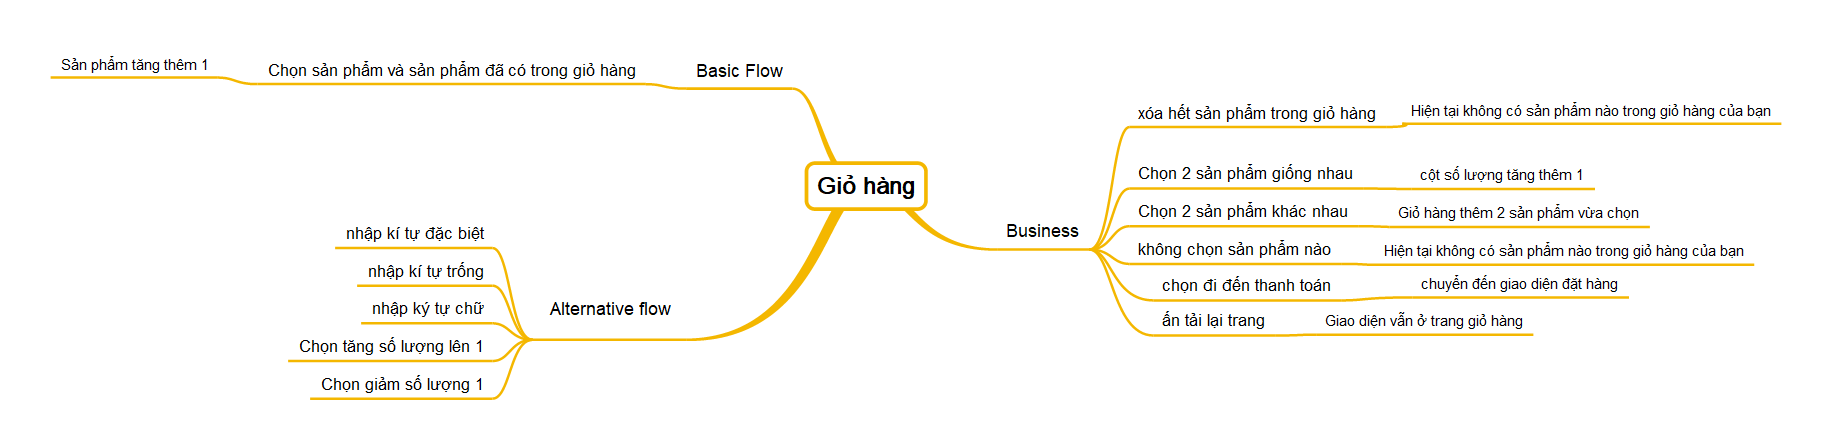 Giỏ hàng
Basic Flow
Chọn sản phẩm và sản phẩm đã có trong giỏ hàng
Sản phẩm tăng thêm 1
Alternative flow
nhập kí tự đặc biệt
nhập kí tự trống
nhập ký tự chữ
Chọn tăng số lượng lên 1
Chọn giảm số lượng 1
Business
xóa hết sản phẩm trong giỏ hàng
Hiện tại không có sản phẩm nào trong giỏ hàng của bạn
Chọn 2 sản phẩm giống nhau
cột số lượng tăng thêm 1
Chọn 2 sản phẩm khác nhau
Giỏ hàng thêm 2 sản phẩm vừa chọn
không chọn sản phẩm nào
Hiện tại không có sản phẩm nào trong giỏ hàng của bạn
chọn đi đến thanh toán
chuyển đến giao diện đặt hàng
ấn tải lại trang
Giao diện vẫn ở trang giỏ hàng